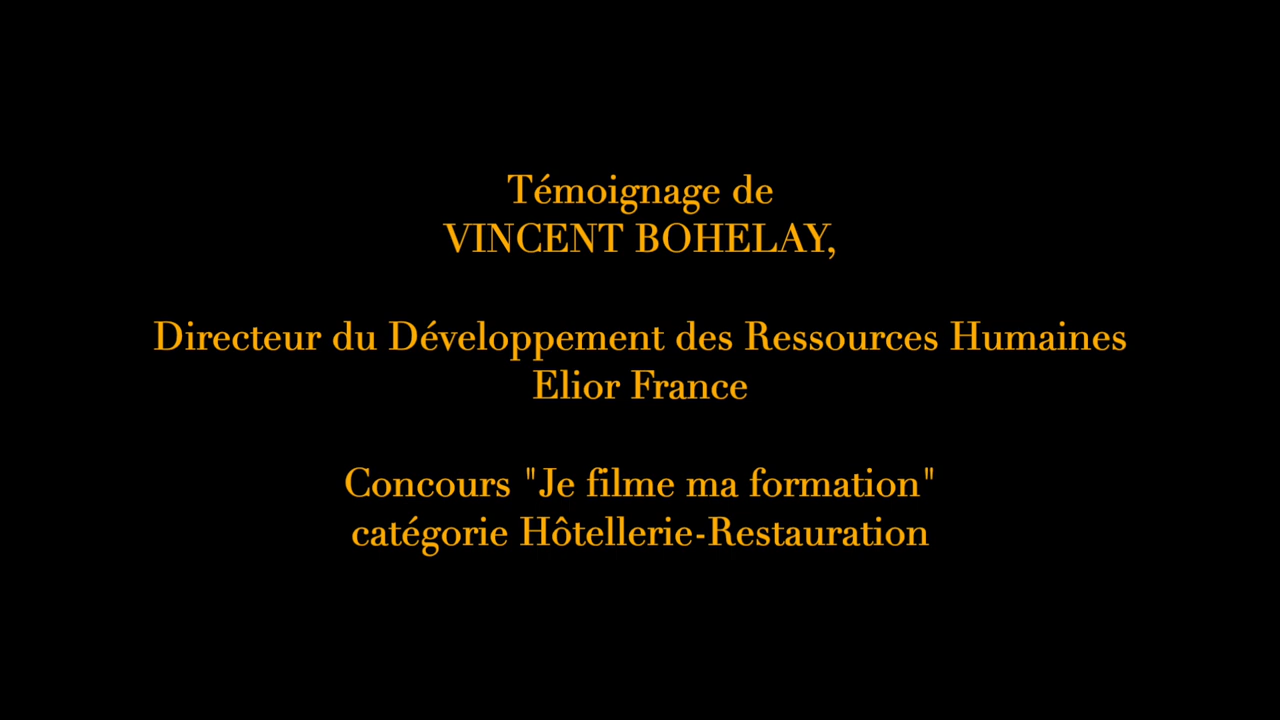 Témoignage de
VINCENT BOHELAY,
Directeur du Développement des Ressources Humaines
Elior France
Concours "Je filme ma formation"
catégorie Hôtellerie-Restauration